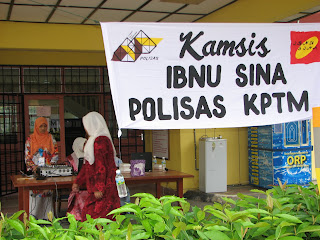 POLISAS
Kamsis
IBNU SINA
POLISAS KPTM
ORP